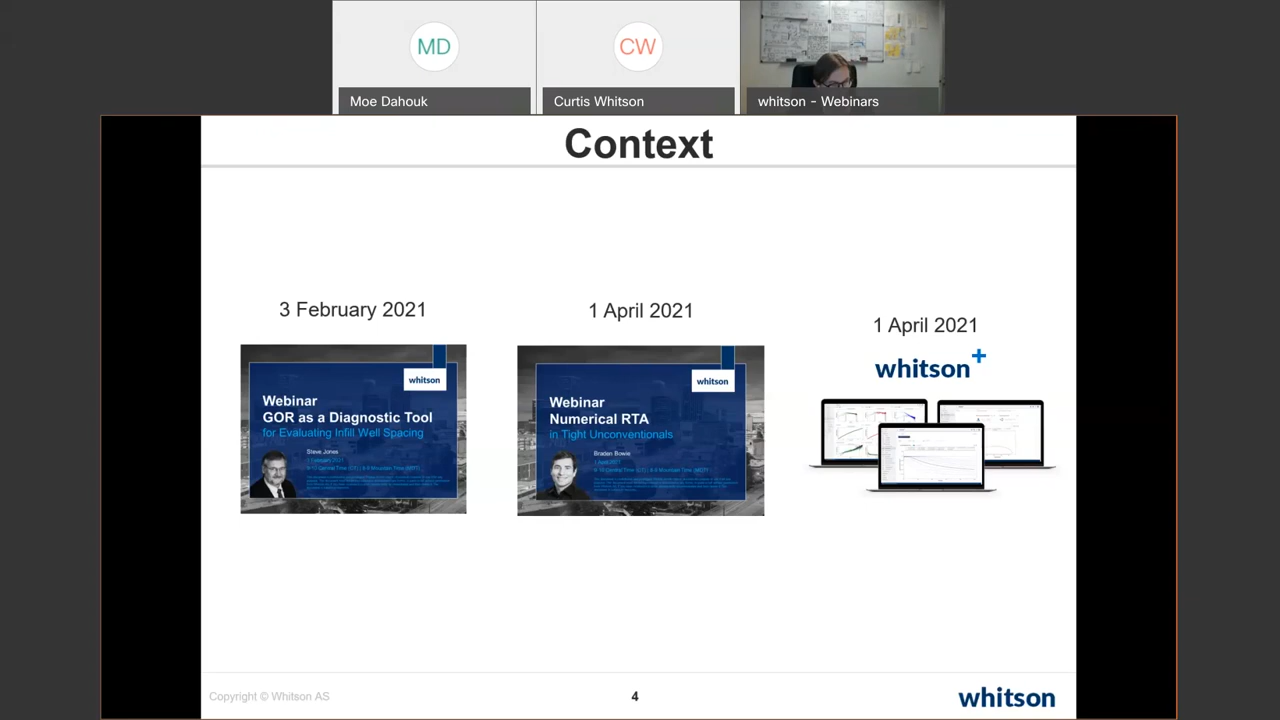 MD
CW
Moe Dahouk
Curtis Whitson
whitson - Webinars
Context
3 February 2021
whitson
Webinar
GOR as a Diagnostic Tool
for Evaluating Infill Well Spacing
Steve Jones
1 April 2021
whitson
Webinar
Numerical RTA
in Tight Unconventionals
Braden Bowie
1 April 2021
whitson+
Copyright © Whitson AS
4
whitson